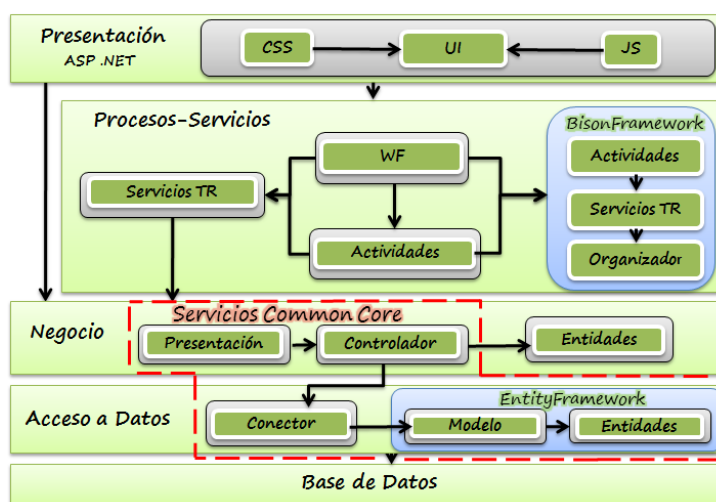 Presentación
ASP .NET
CSS
UI
JS
Procesos-Servicios
BisonFramework
WF
Actividades
Servicios TR
Servicios TR
Actividades
Organizador
Servicios Common Core
Negocio
Presentación
Controlador
Entidades
Acceso a Datos
EntityFramework
Conector
Modelo
Entidades
Base de Datos